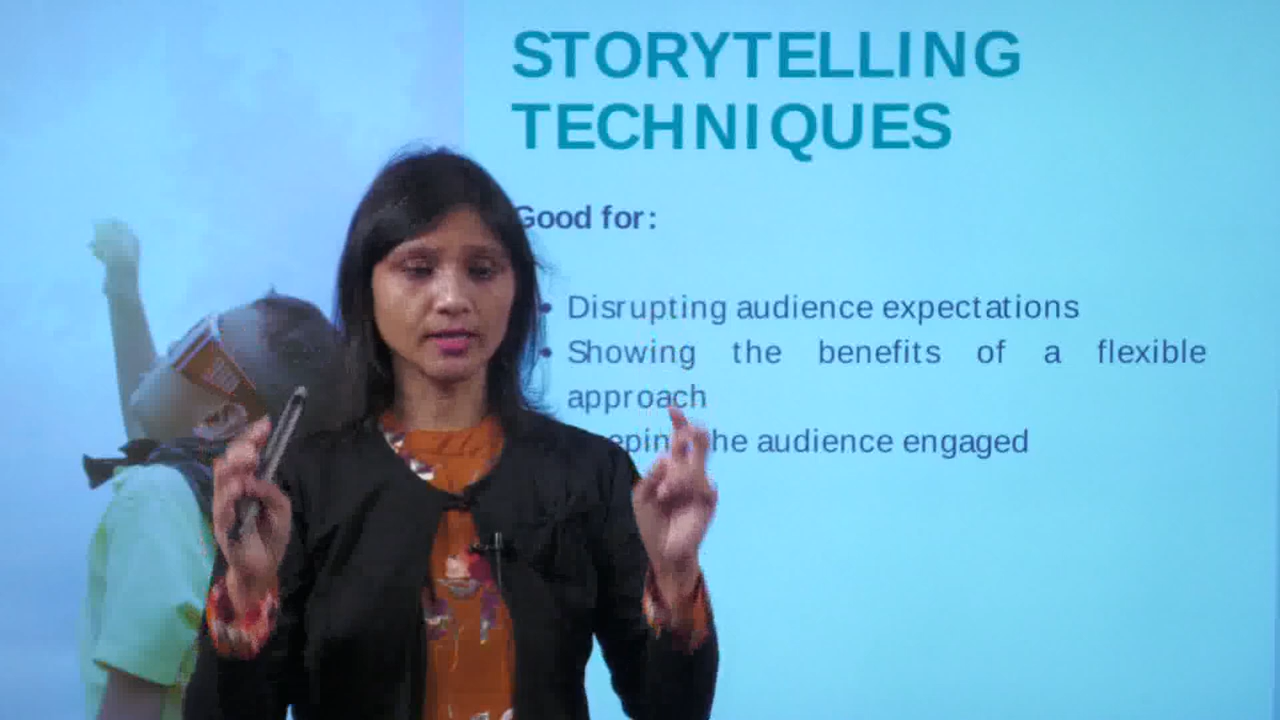 STORYTELLING
TECHNIQUES
Good for:
• Disrupting audience expectations
• Showing the benefits of a flexible
approach
audience engaged